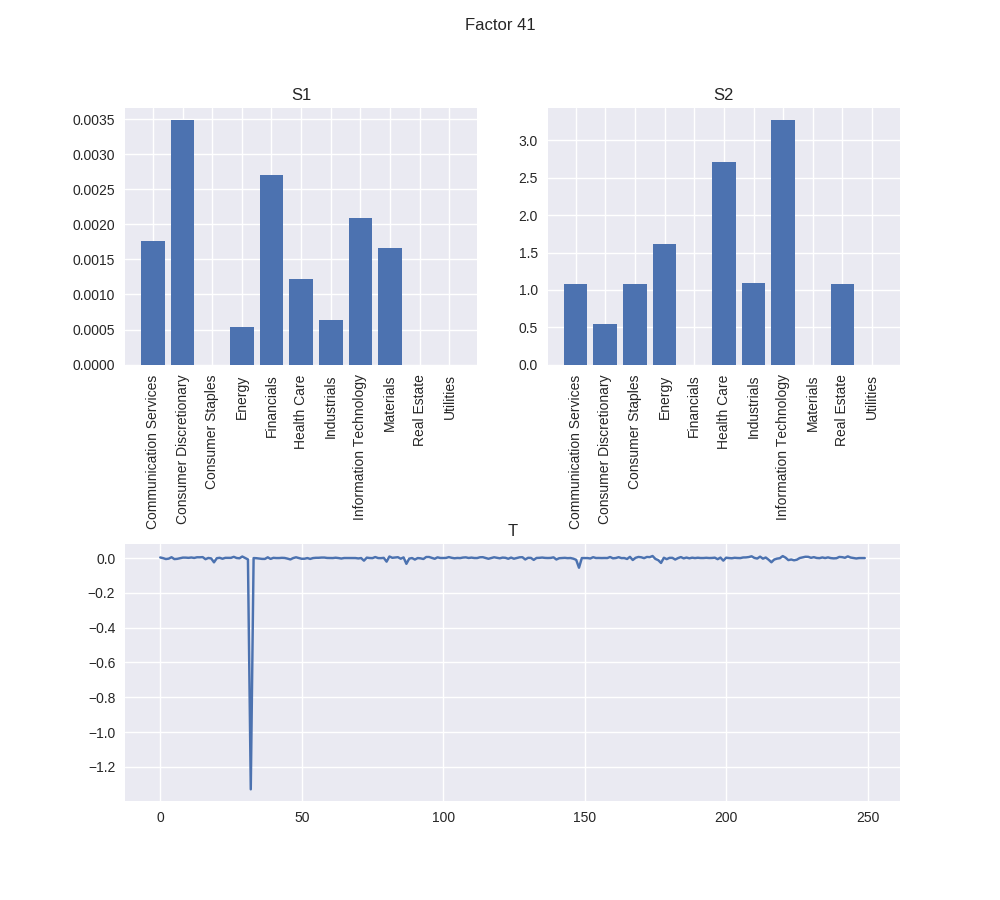 Factor 41
S1
0.0035
0.0030
0.0025
0.0020
0.0015
0.0010
0.0005
0.0000
Communication Services
Consumer Discretionary
Consumer Staples
Energy
Financials
Health Care
Industrials
Information Technology
Materials
Real Estate
Utilities
S2
3.0
2.5
2.0
1.5
1.0
0.5
0.0
Communication Services
Consumer Discretionary
Consumer Staples
Energy
Financials
Health Care
Industrials
Information Technology
Materials
Real Estate
Utilities
T
0.0
−0.2
−0.4
−0.6
−0.8
−1.0
−1.2
0
50
100
150
200
250